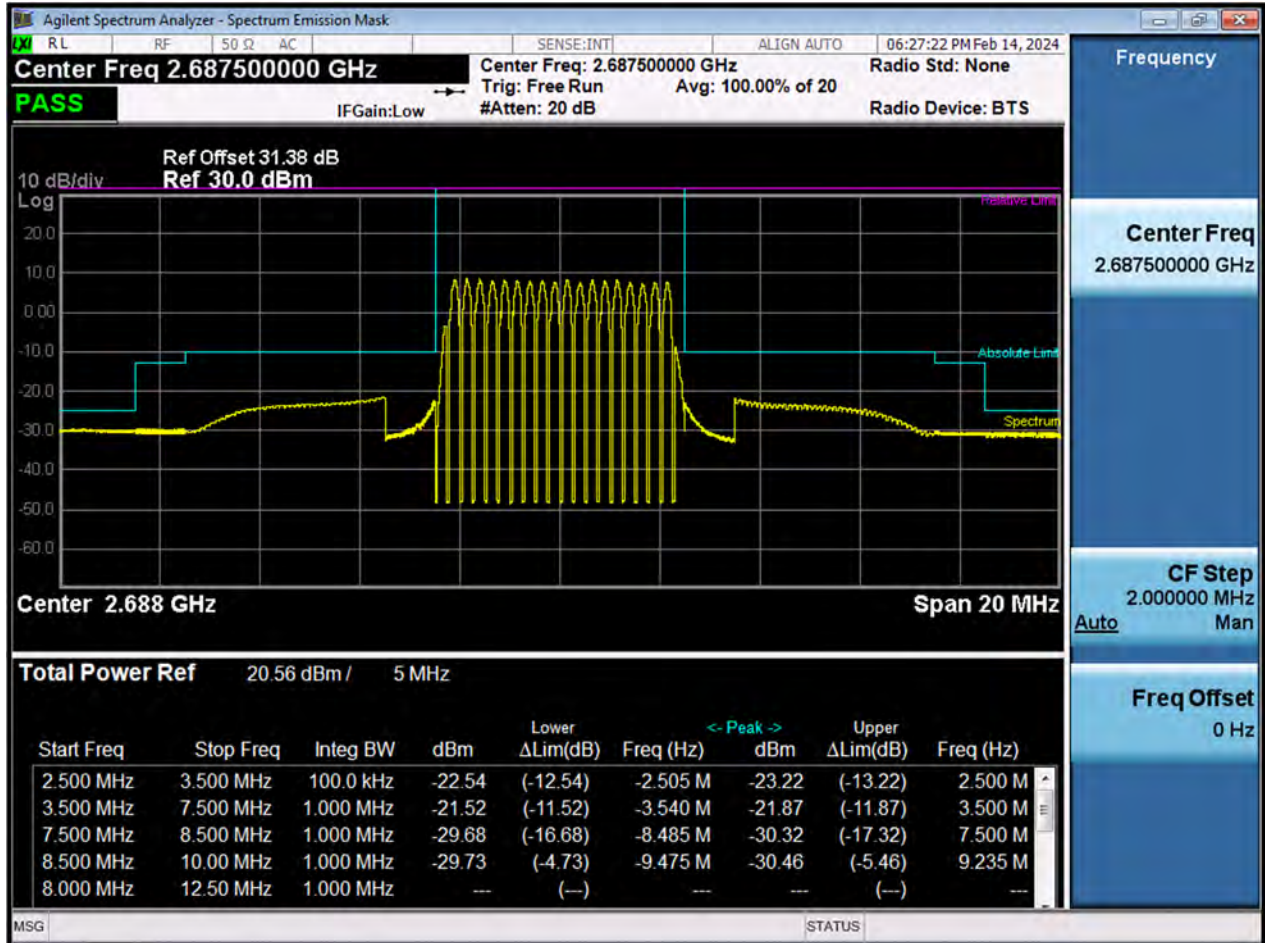 Agilent Spectrum Analyzer - Spectrum Emission Mask
LXI RL RF 50 Ω AC SENSE:INT ALIGN AUTO 06:27:22 PM Feb 14, 2024
Center Freq 2.687500000 GHz Center Freq: 2.687500000 GHz Radio Std: None
Trig: Free Run Avg: 100.00% of 20
PASS IFGain:Low #Atten: 20 dB Radio Device: BTS
Ref Offset 31.38 dB
10 dB/div Ref 30.0 dBm
Log
Relative Limit
20.0
10.0
0.00
-10.0
Absolute Limit
-20.0
-30.0
Spectrum
-40.0
-50.0
-60.0
Center 2.688 GHz Span 20 MHz
Total Power Ref 20.56 dBm / 5 MHz
Lower <- Peak -> Upper
Start Freq Stop Freq Integ BW dBm ΔLim(dB) Freq (Hz) dBm ΔLim(dB) Freq (Hz)
2.500 MHz 3.500 MHz 100.0 kHz -22.54 (-12.54) -2.505 M -23.22 (-13.22) 2.500 M
3.500 MHz 7.500 MHz 1.000 MHz -21.52 (-11.52) -3.540 M -21.87 (-11.87) 3.500 M
7.500 MHz 8.500 MHz 1.000 MHz -29.68 (-16.68) -8.485 M -30.32 (-17.32) 7.500 M
8.500 MHz 10.00 MHz 1.000 MHz -29.73 (-4.73) -9.475 M -30.46 (-5.46) 9.235 M
8.000 MHz 12.50 MHz 1.000 MHz --- (---) --- --- (---) ---
MSG STATUS
Frequency
Center Freq
2.687500000 GHz
CF Step
2.000000 MHz
Auto Man
Freq Offset
0 Hz